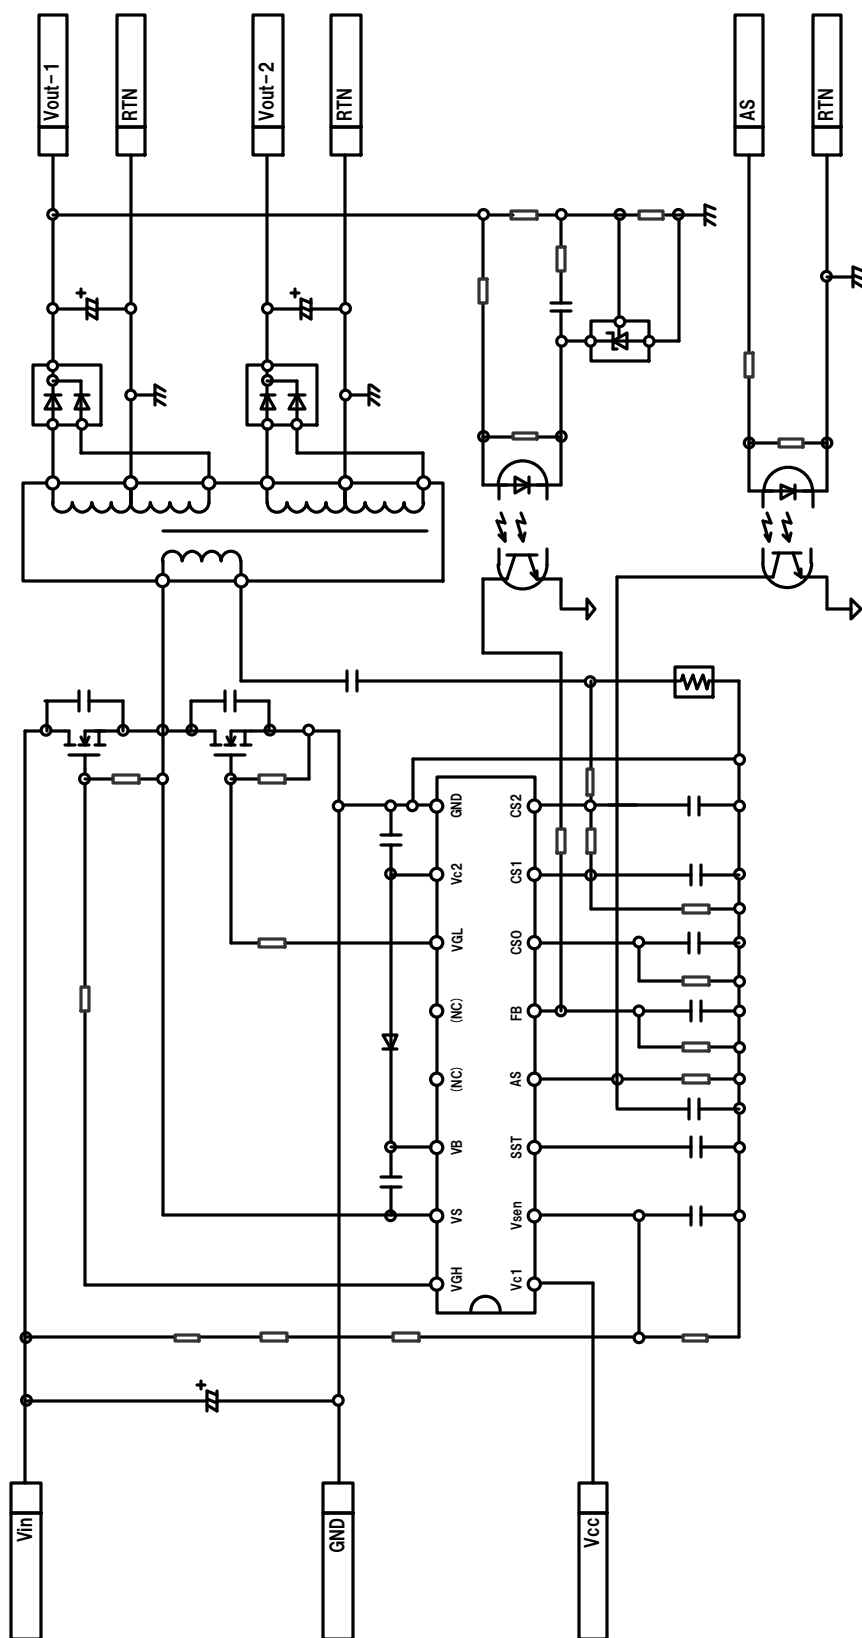 Vout-1
RTN
Vout-2
RTN
AS
RTN
+
+
GND
Vc2
VGL
(NC)
(NC)
VB
VS
VGH
CS2
CS1
CSO
FB
AS
SST
Vsen
Vc1
+
Vin
GND
Vcc